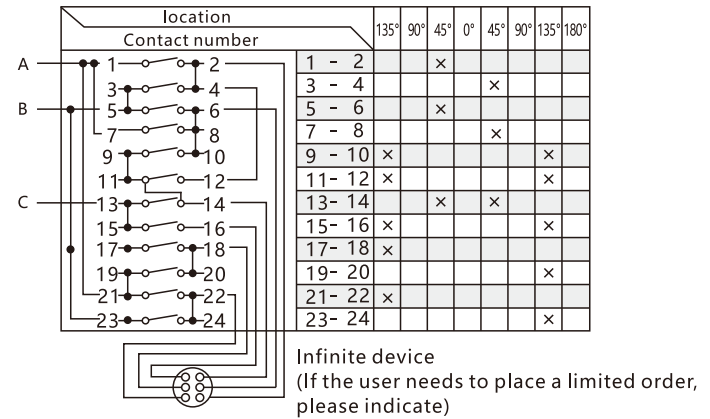 location
Contact number
135° 90° 45° 0° 45° 90° 135° 180°
A 1 2 1 - 2 ×
3 4 3 - 4 ×
B 5 6 5 - 6 ×
7 8 7 - 8 ×
9 10 9 - 10 × ×
11 12 11- 12 × ×
C 13 14 13- 14 × ×
15 16 15- 16 × ×
17 18 17- 18 ×
19 20 19- 20 ×
21 22 21- 22 ×
23 24 23- 24 ×
Infinite device
(If the user needs to place a limited order,
please indicate)